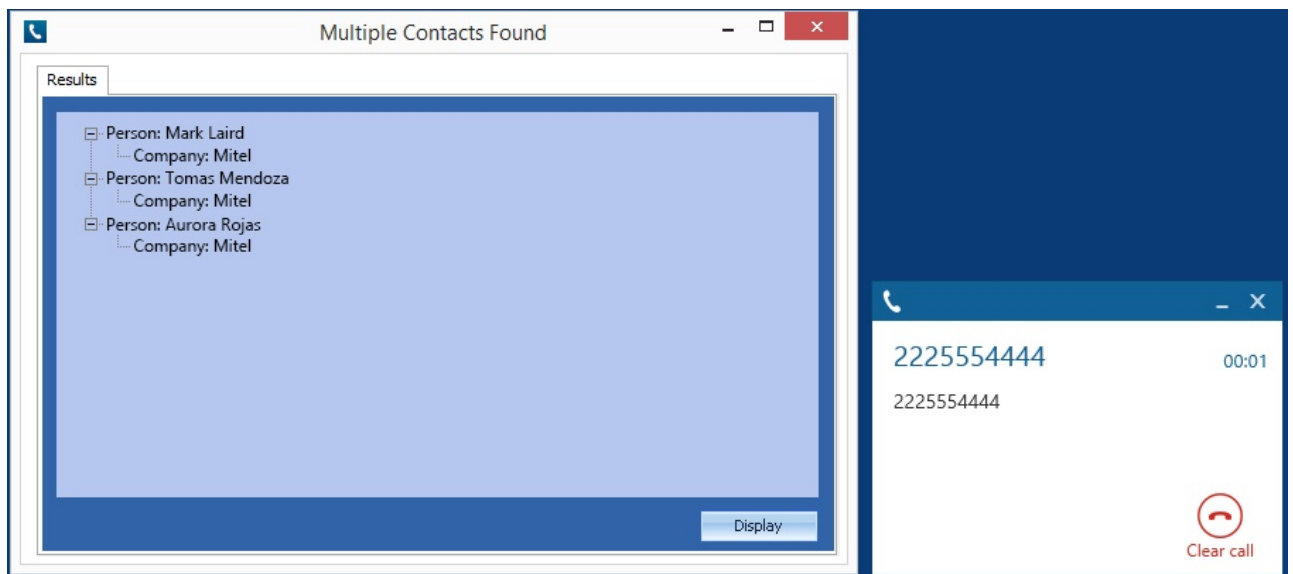 Multiple Contacts Found
Results
Person: Mark Laird
Company: Mitel
Person: Tomas Mendoza
Company: Mitel
Person: Aurora Rojas
Company: Mitel
Display
2225554444
00:01
2225554444
Clear call